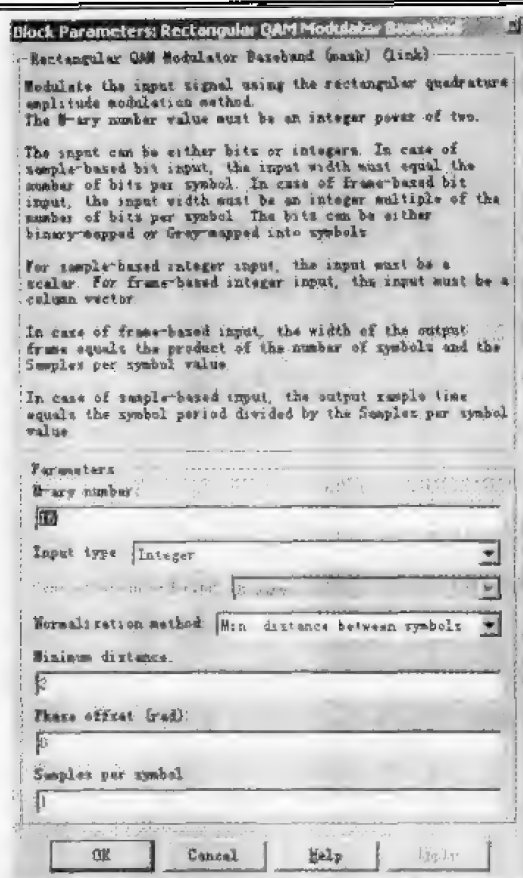 Block Parameters: Rectangular QAM Modulator Baseband
Rectangular QAM Modulator Baseband (mask) (link)
Modulate the input signal using the rectangular quadrature
amplitude modulation method.
The M-ary number value must be an integer power of two.
The input can be either bits or integers. In case of
sample-based bit input, the input width must equal the
number of bits per symbol. In case of frame-based bit
input, the input width must be an integer multiple of the
number of bits per symbol. The bits can be either
binary-mapped or Gray-mapped into symbols
For sample-based integer input, the input must be a
scalar. For frame-based integer input, the input must be a
column vector
In case of frame-based input, the width of the output
frame equals the product of the number of symbols and the
Samples per symbol value
In case of sample-based input, the output sample time
equals the symbol period divided by the Samples per symbol
value
Parameters
M-ary number:
16
Input type Integer
Normalization method: Min. distance between symbols
Minimum distance.
2
Phase offset (rad):
0
Samples per symbol
1
OK Cancel Help Apply